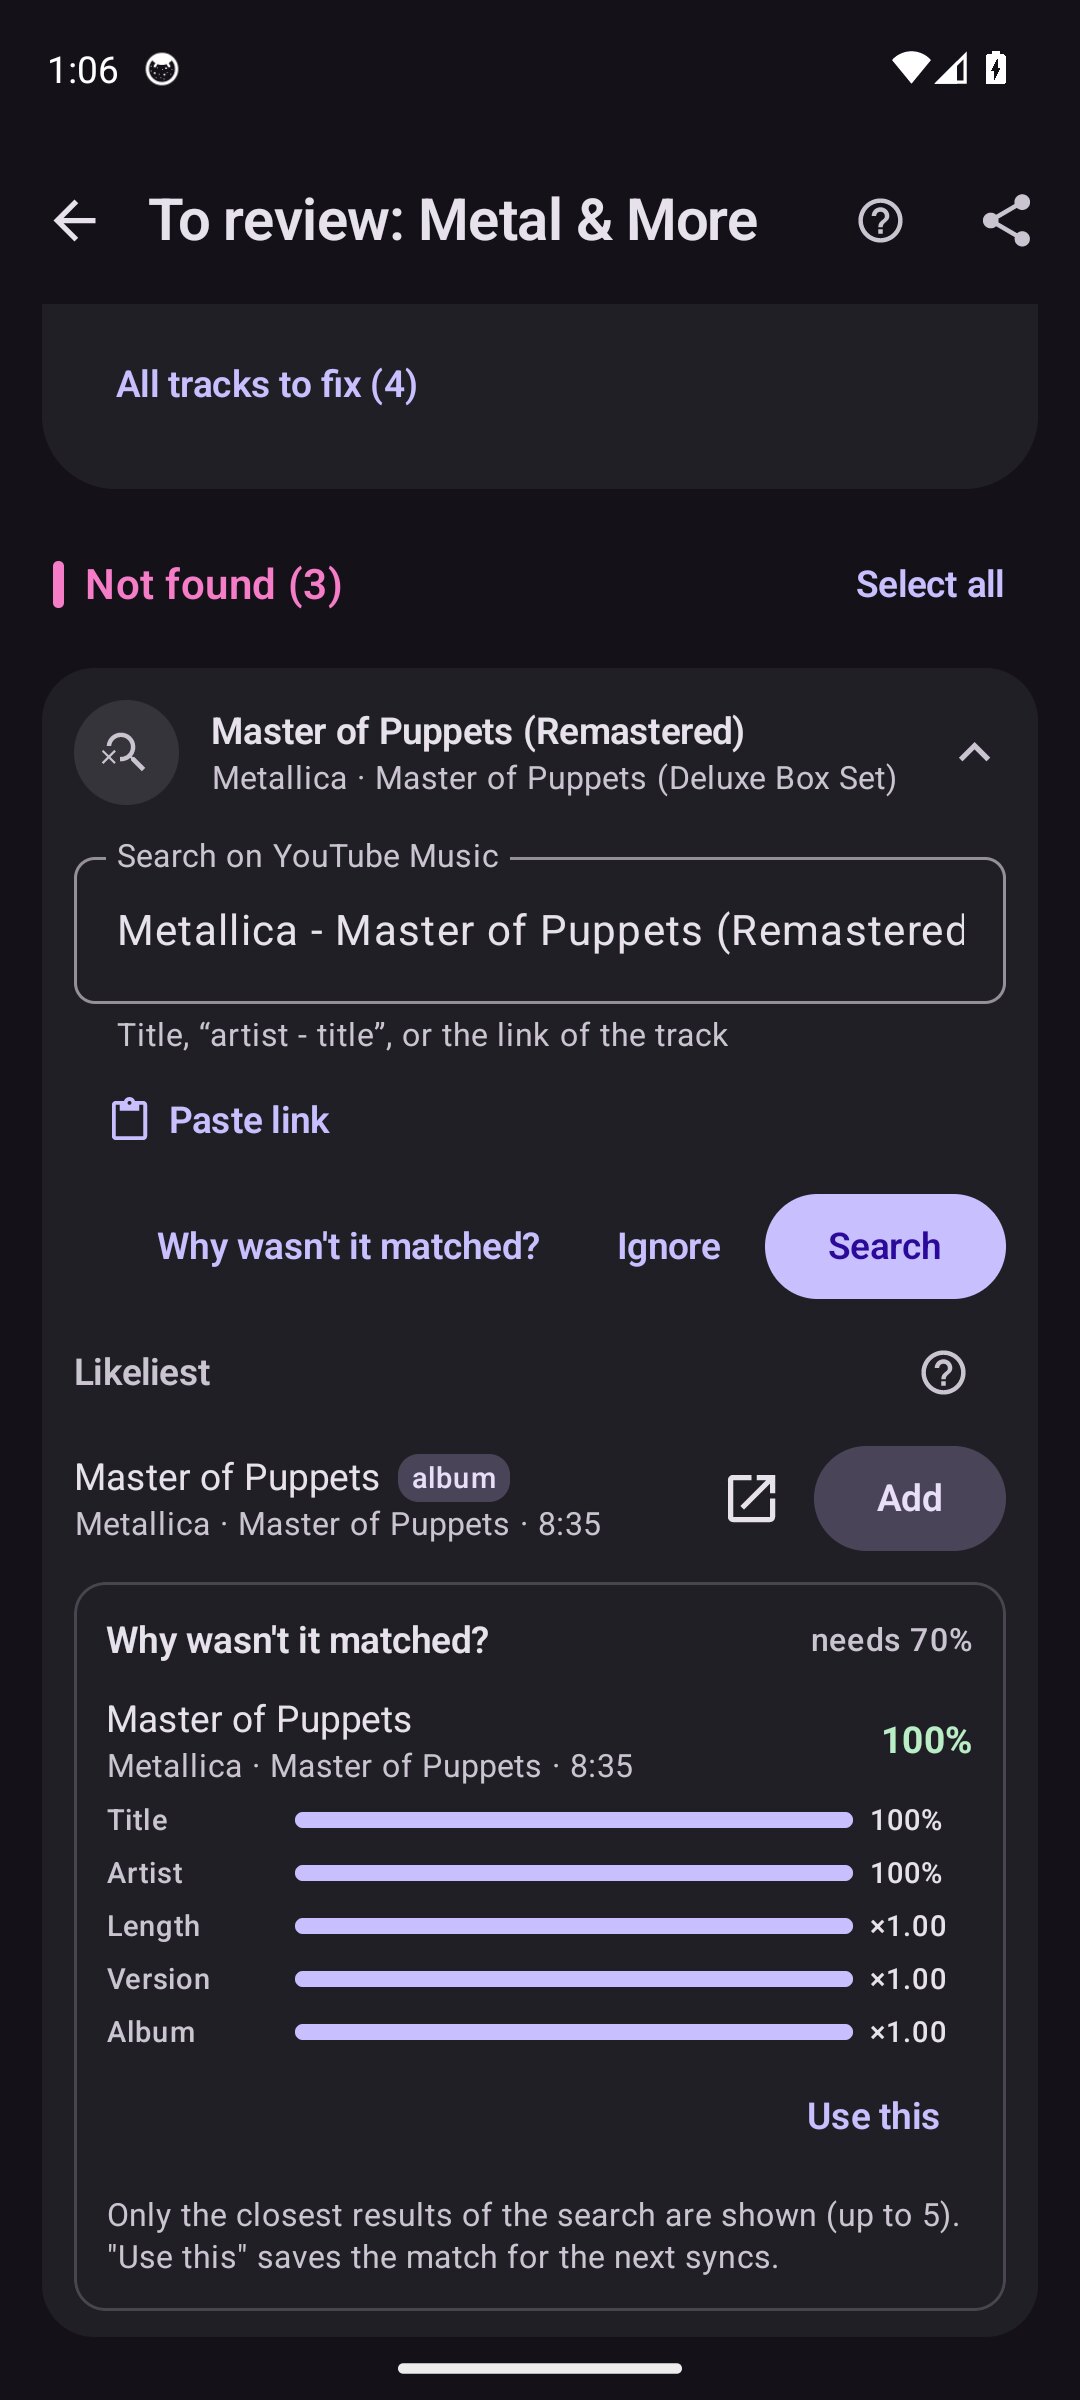 1:06
To review: Metal & More
All tracks to fix (4)
Not found (3)
Select all
Master of Puppets (Remastered)
Metallica · Master of Puppets (Deluxe Box Set)
Search on YouTube Music
Metallica - Master of Puppets (Remastered
Title, “artist - title”, or the link of the track
Paste link
Why wasn't it matched?
Ignore
Search
Likeliest
Master of Puppets album
Metallica · Master of Puppets · 8:35
Add
Why wasn't it matched?
needs 70%
Master of Puppets
Metallica · Master of Puppets · 8:35
100%
Title 100%
Artist 100%
Length ×1.00
Version ×1.00
Album ×1.00
Use this
Only the closest results of the search are shown (up to 5).
"Use this" saves the match for the next syncs.